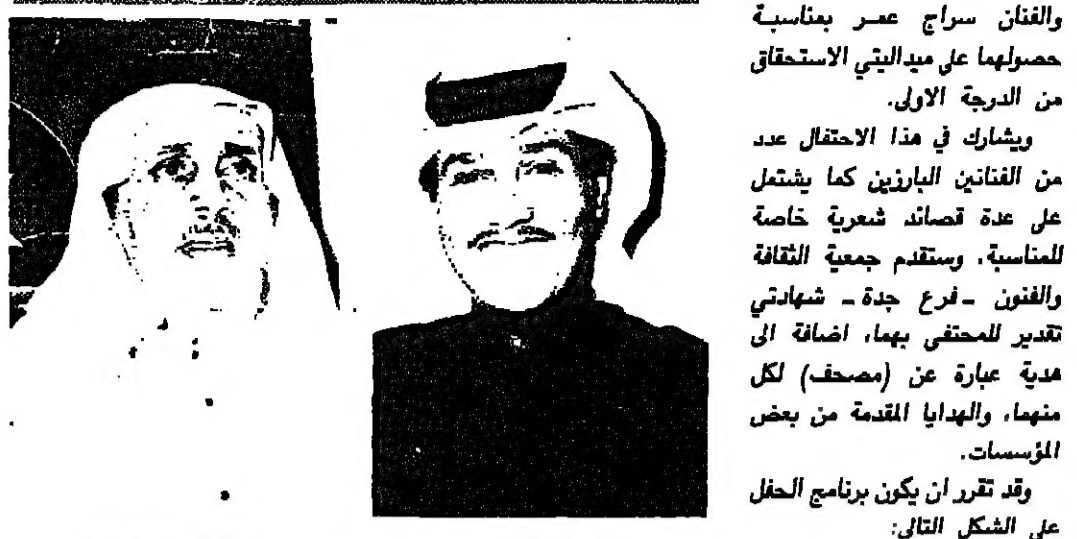 والفنان سراج عمر بمناسبة
حصولهما على ميداليتي الاستحقاق
من الدرجة الاولى.
ويشارك في هذا الاحتفال عدد
من الفنانين البارزين كما يشتمل
على عدة قصائد شعرية خاصة
للمناسبة. وستقدم جمعية الثقافة
والفنون ـ فرع جدة ـ شهادتي
تقدير للمحتفى بهما، اضافة الى
هدية عبارة عن (مصحف) لكل
منهما، والهدايا المقدمة من بعض
المؤسسات.
وقد تقرر ان يكون برنامج الحفل
على الشكل التالي: